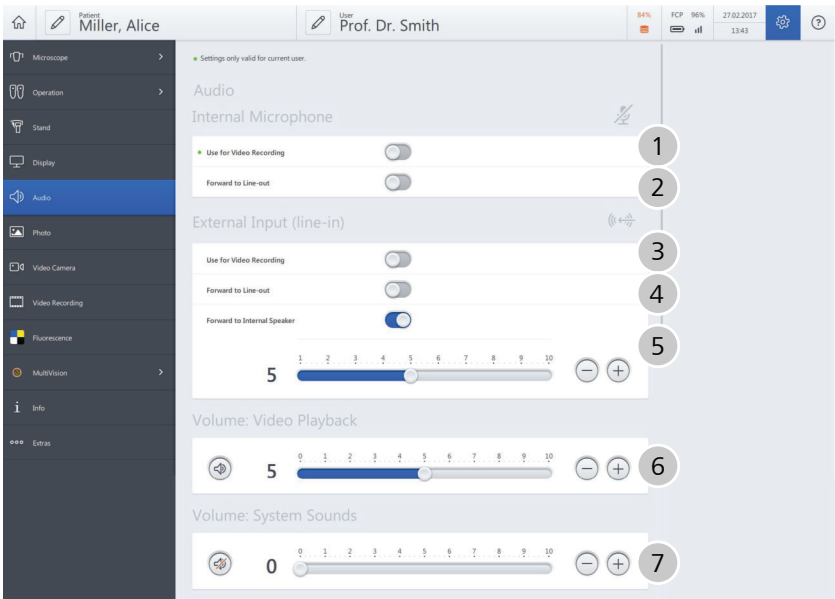 Patient
Miller, Alice
User
Prof. Dr. Smith
84%
FCP 96%
27.02.2017
13:43
?
Microscope
Operation
Stand
Display
Audio
Photo
Video Camera
Video Recording
Fluorescence
MultiVision
i Info
Extras
Settings only valid for current user.
Audio
Internal Microphone
Use for Video Recording
1
Forward to Line-out
2
External Input (line-in)
Use for Video Recording
3
Forward to Line-out
4
Forward to Internal Speaker
5
1 2 3 4 5 6 7 8 9 10
5
Volume: Video Playback
0 1 2 3 4 5 6 7 8 9 10
5
6
Volume: System Sounds
0 1 2 3 4 5 6 7 8 9 10
0
7